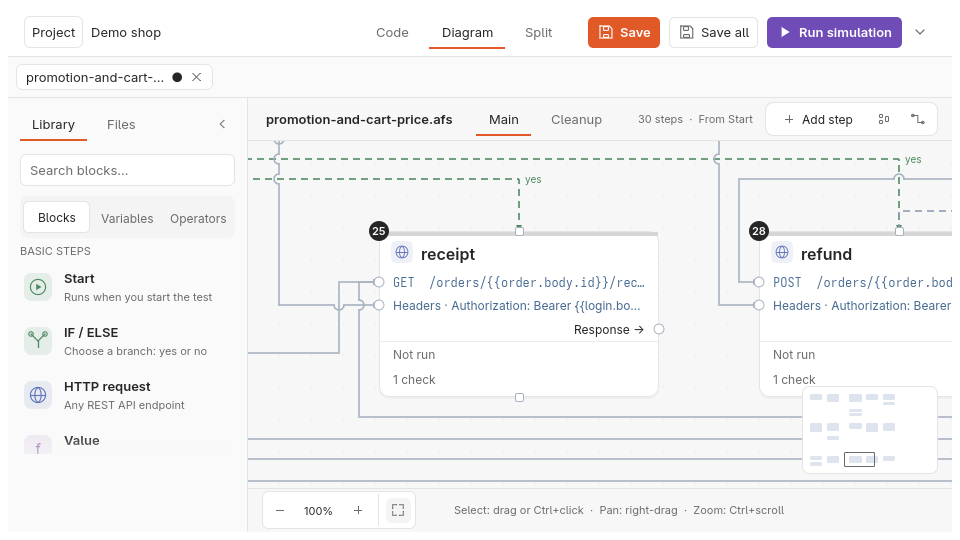 Project Demo shop Code Diagram Split Save Save all Run simulation
promotion-and-cart-...
Library Files
promotion-and-cart-price.afs Main Cleanup 30 steps · From Start Add step
Search blocks...
Blocks Variables Operators
BASIC STEPS
Start
Runs when you start the test
IF / ELSE
Choose a branch: yes or no
HTTP request
Any REST API endpoint
Value
f
yes
yes
25
receipt
GET /orders/{{order.body.id}}/rec…
Headers · Authorization: Bearer {{login.bo...
Response →
Not run
1 check
28
refund
POST /orders/{{order.bod
Headers · Authorization: Bearer
Not run
1 check
− 100% +
Select: drag or Ctrl+click · Pan: right-drag · Zoom: Ctrl+scroll